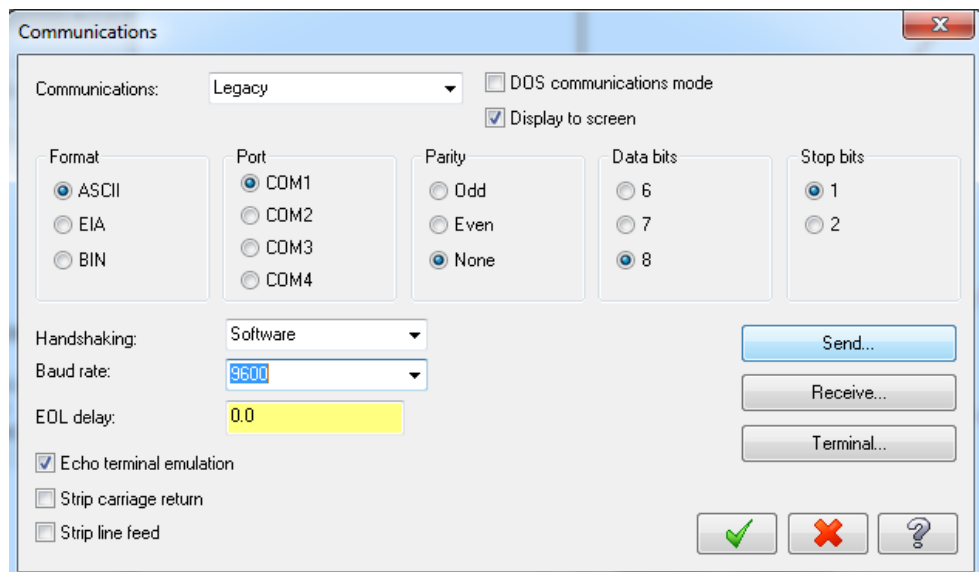 Communications
Communications: Legacy DOS communications mode
Display to screen
Format Port Parity Data bits Stop bits
ASCII COM1 Odd 6 1
EIA COM2 Even 7 2
BIN COM3 None 8
COM4
Handshaking: Software Send...
Baud rate: 9600
Receive...
EOL delay: 0.0
Terminal...
Echo terminal emulation
Strip carriage return
Strip line feed